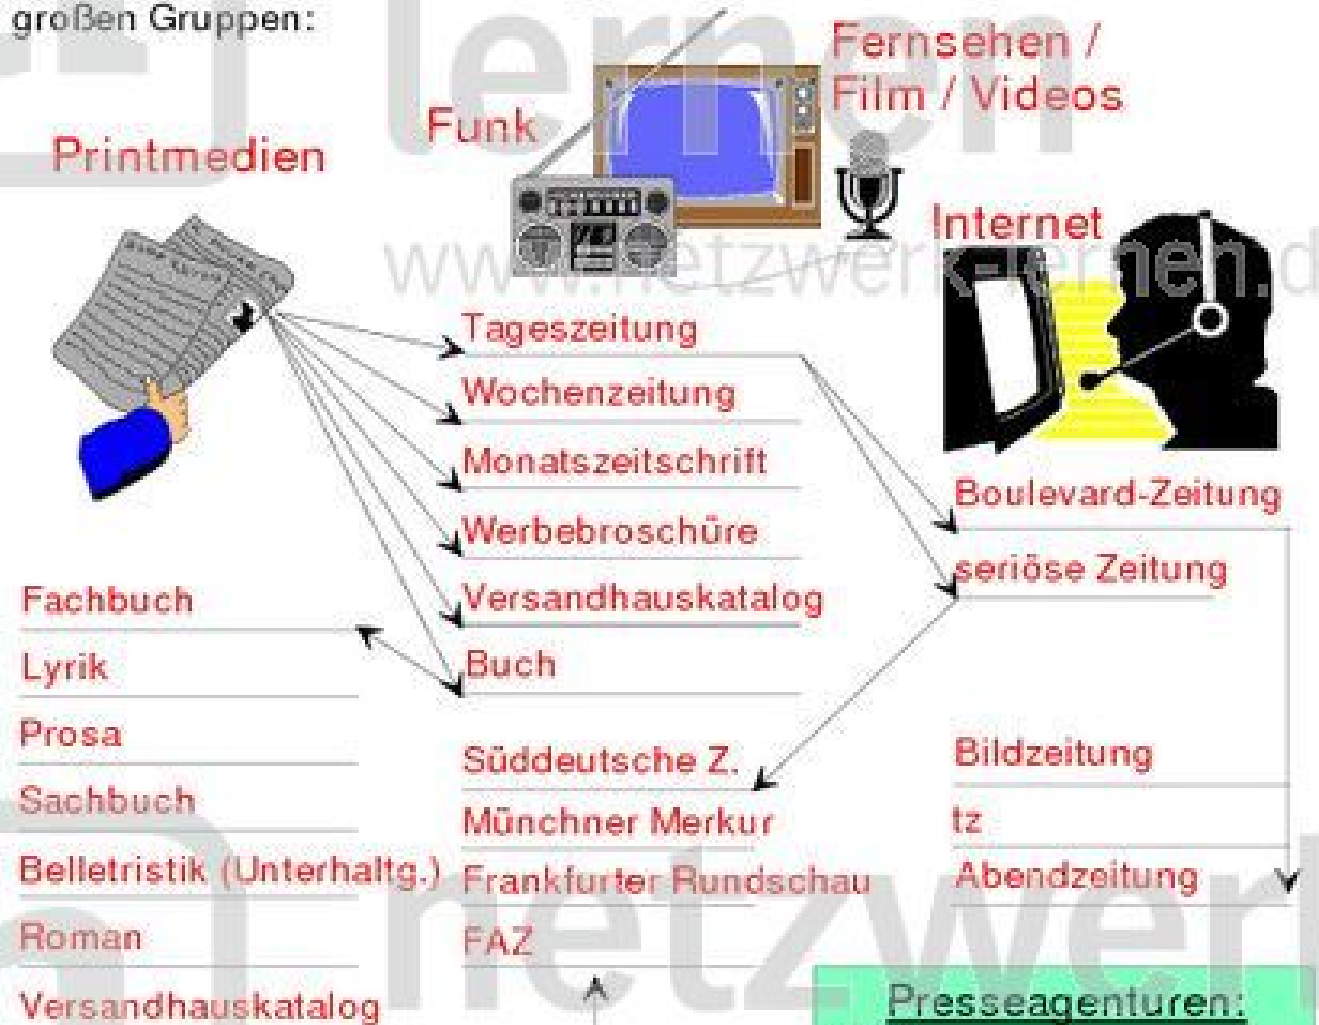 großen Gruppen:
lernen
Fernsehen /
Film / Videos
Funk
Printmedien
Internet
www.netzwerk-lernen.d
Tageszeitung
Wochenzeitung
Monatszeitschrift
Werbebroschüre
Versandhauskatalog
Buch
Boulevard-Zeitung
seriöse Zeitung
Fachbuch
Lyrik
Prosa
Sachbuch
Belletristik (Unterhaltg.)
Roman
Versandhauskatalog
Süddeutsche Z.
Münchner Merkur
Frankfurter Rundschau
FAZ
Bildzeitung
tz
Abendzeitung
netzwerk
Presseagenturen: